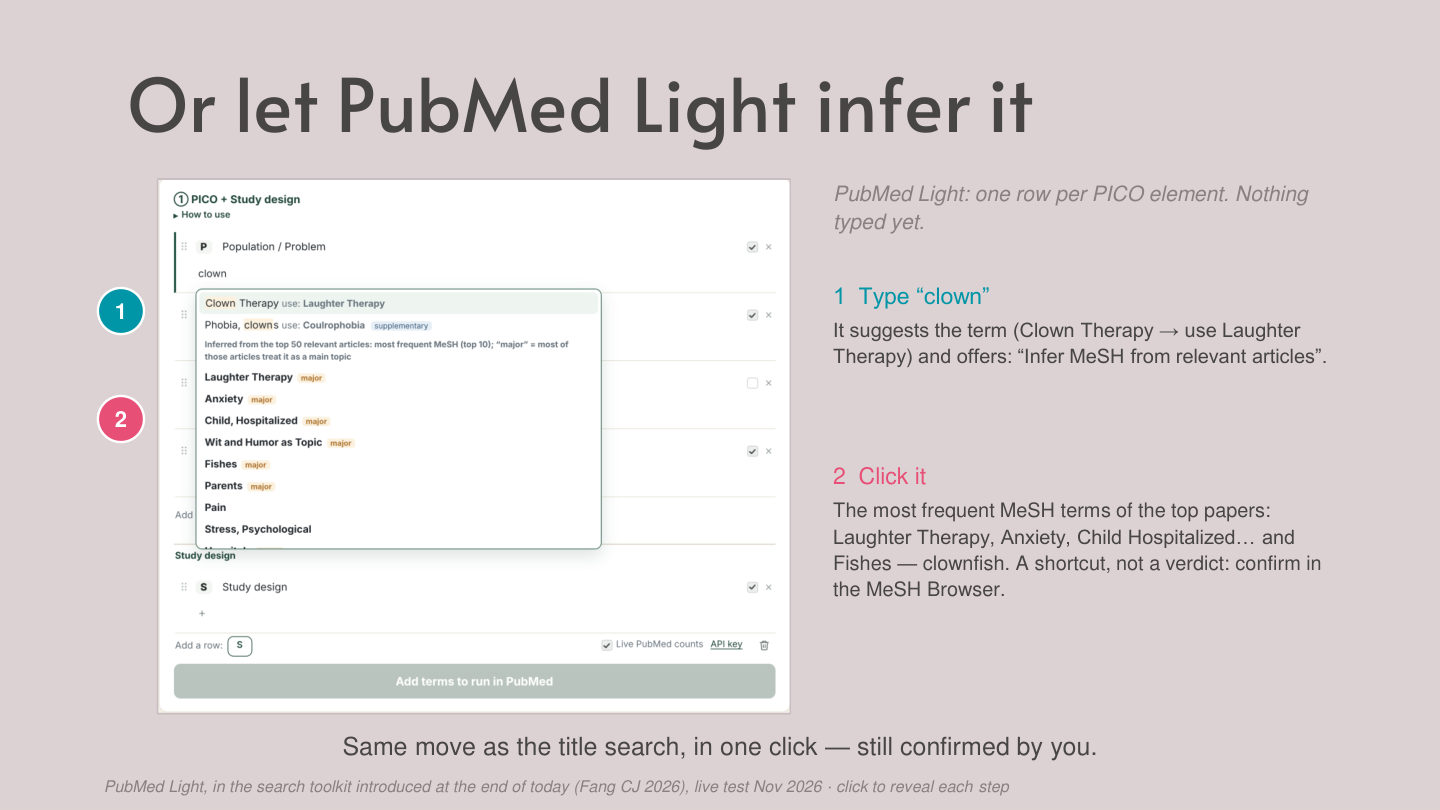 Or let PubMed Light infer it
1 PICO + Study design
▸ How to use
P Population / Problem
clown
Clown Therapy use: Laughter Therapy
Phobia, clowns use: Coulrophobia supplementary
Inferred from the top 50 relevant articles: most frequent MeSH (top 10); “major” = most of
those articles treat it as a main topic
Laughter Therapy major
Anxiety major
Child, Hospitalized major
Wit and Humor as Topic major
Fishes major
Parents major
Pain
Stress, Psychological
Add
Study design
S Study design
+
Add a row: S
Live PubMed counts API key
Add terms to run in PubMed
1
2
PubMed Light: one row per PICO element. Nothing
typed yet.
1 Type “clown”
It suggests the term (Clown Therapy → use Laughter
Therapy) and offers: “Infer MeSH from relevant articles”.
2 Click it
The most frequent MeSH terms of the top papers:
Laughter Therapy, Anxiety, Child Hospitalized… and
Fishes — clownfish. A shortcut, not a verdict: confirm in
the MeSH Browser.
Same move as the title search, in one click — still confirmed by you.
PubMed Light, in the search toolkit introduced at the end of today (Fang CJ 2026), live test Nov 2026 · click to reveal each step